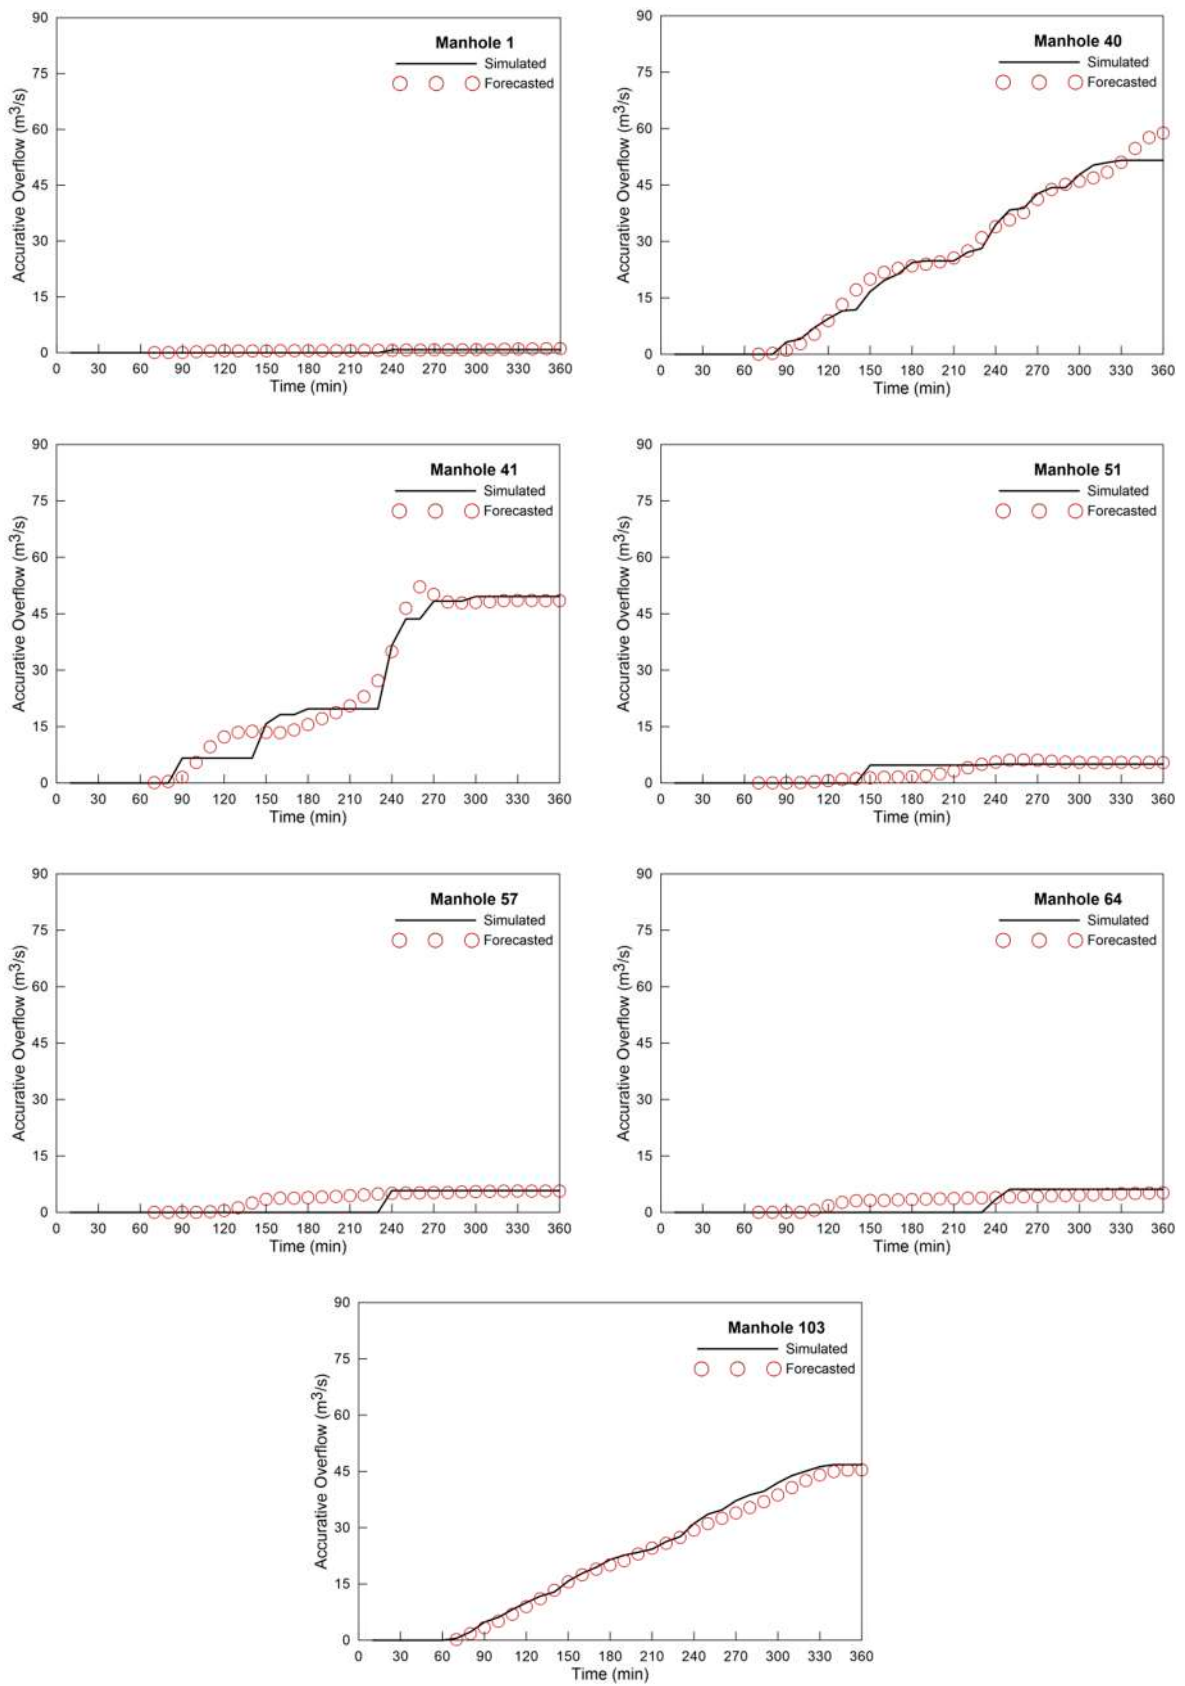 Manhole 1
Simulated
Forecasted
Accurative Overflow (m³/s)
90
75
60
45
30
15
0
0 30 60 90 120 150 180 210 240 270 300 330 360
Time (min)
Manhole 40
Simulated
Forecasted
Accurative Overflow (m³/s)
90
75
60
45
30
15
0
0 30 60 90 120 150 180 210 240 270 300 330 360
Time (min)
Manhole 41
Simulated
Forecasted
Accurative Overflow (m³/s)
90
75
60
45
30
15
0
0 30 60 90 120 150 180 210 240 270 300 330 360
Time (min)
Manhole 51
Simulated
Forecasted
Accurative Overflow (m³/s)
90
75
60
45
30
15
0
0 30 60 90 120 150 180 210 240 270 300 330 360
Time (min)
Manhole 57
Simulated
Forecasted
Accurative Overflow (m³/s)
90
75
60
45
30
15
0
0 30 60 90 120 150 180 210 240 270 300 330 360
Time (min)
Manhole 64
Simulated
Forecasted
Accurative Overflow (m³/s)
90
75
60
45
30
15
0
0 30 60 90 120 150 180 210 240 270 300 330 360
Time (min)
Manhole 103
Simulated
Forecasted
Accurative Overflow (m³/s)
90
75
60
45
30
15
0
0 30 60 90 120 150 180 210 240 270 300 330 360
Time (min)